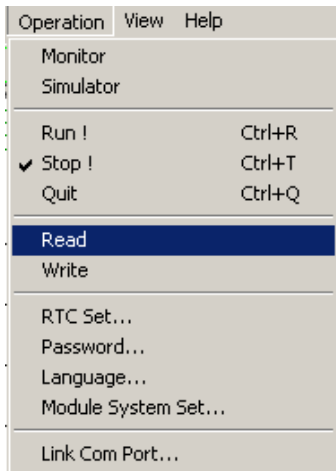 Operation View Help
Monitor
Simulator
Run ! Ctrl+R
Stop ! Ctrl+T
Quit Ctrl+Q
Read
Write
RTC Set...
Password...
Language...
Module System Set...
Link Com Port...